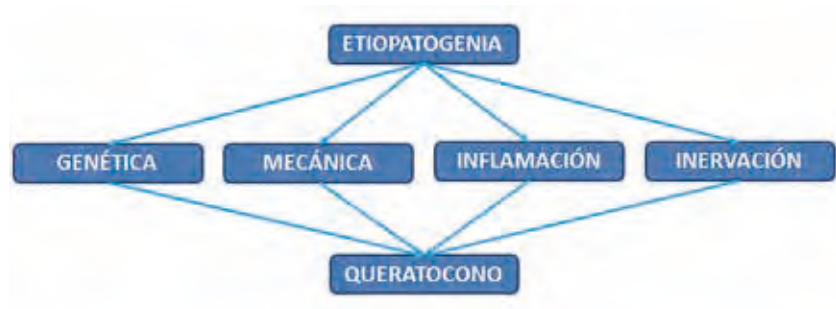 ETIOPATOGENIA
GENÉTICA
MECÁNICA
INFLAMACIÓN
INERVACIÓN
QUERATOCONO